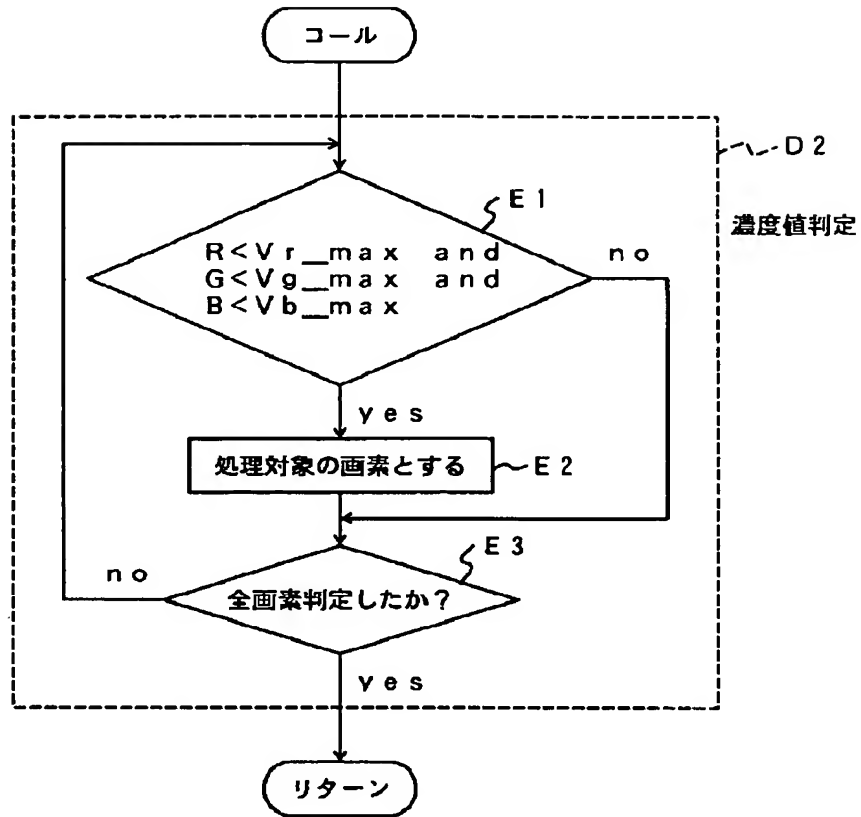 コール
D2
濃度値判定
E1
R<Vr_max and
G<Vg_max and
B<Vb_max
no
yes
処理対象の画素とする
E2
E3
no
全画素判定したか?
yes
リターン